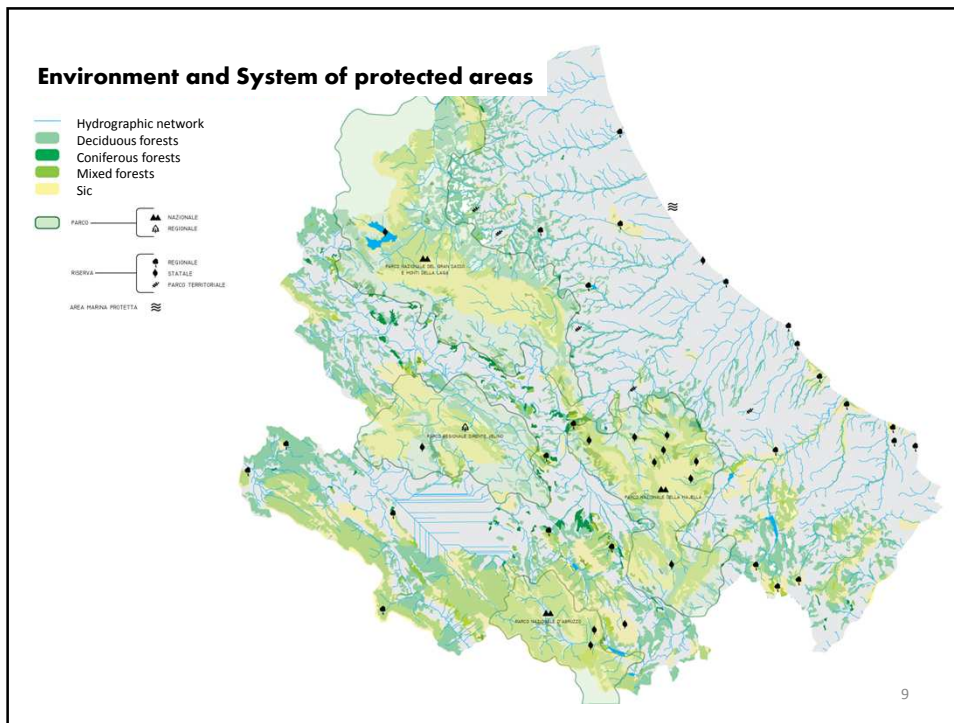 Environment and System of protected areas
Hydrographic network
Deciduous forests
Coniferous forests
Mixed forests
Sic
PARCO
NAZIONALE
REGIONALE
RISERVA
REGIONALE
STATALE
PARCO TERRITORIALE
AREA MARINA PROTETTA
PARCO NAZIONALE DEL GRAN SASSO
E MONTI DELLA LAGA
PARCO REGIONALE SIRENTE VELINO
PARCO NAZIONALE DELLA MAJELLA
PARCO NAZIONALE D'ABRUZZO
9